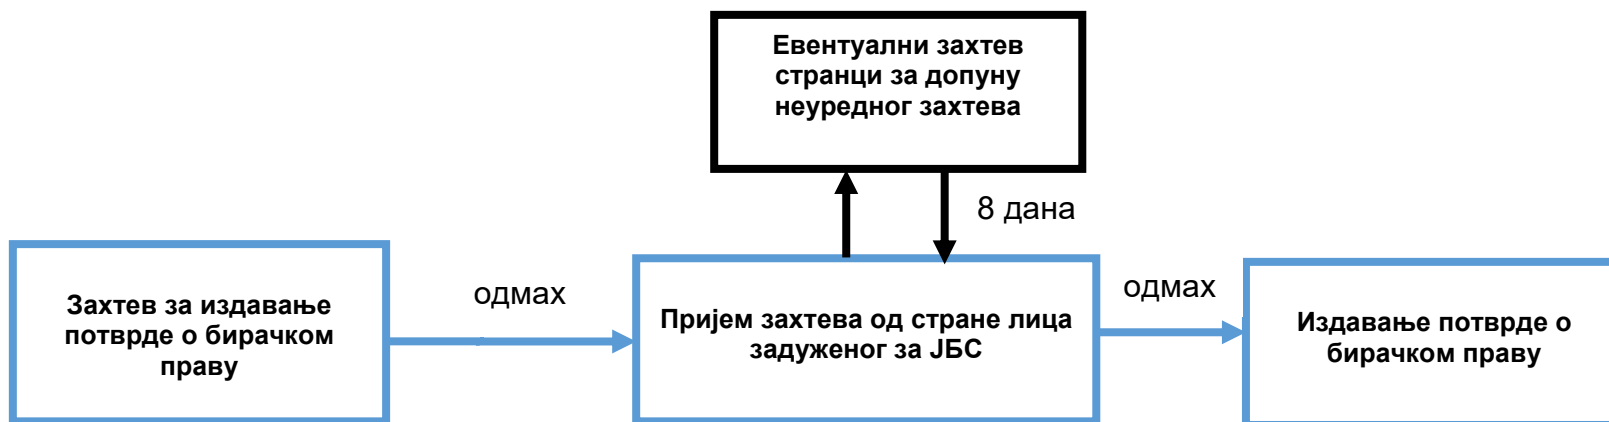 Евентуални захтев
странци за допуну
неуредног захтева
8 дана
Захтев за издавање
потврде о бирачком
праву
одмах
Пријем захтева од стране лица
задуженог за ЈБС
одмах
Издавање потврде о
бирачком праву